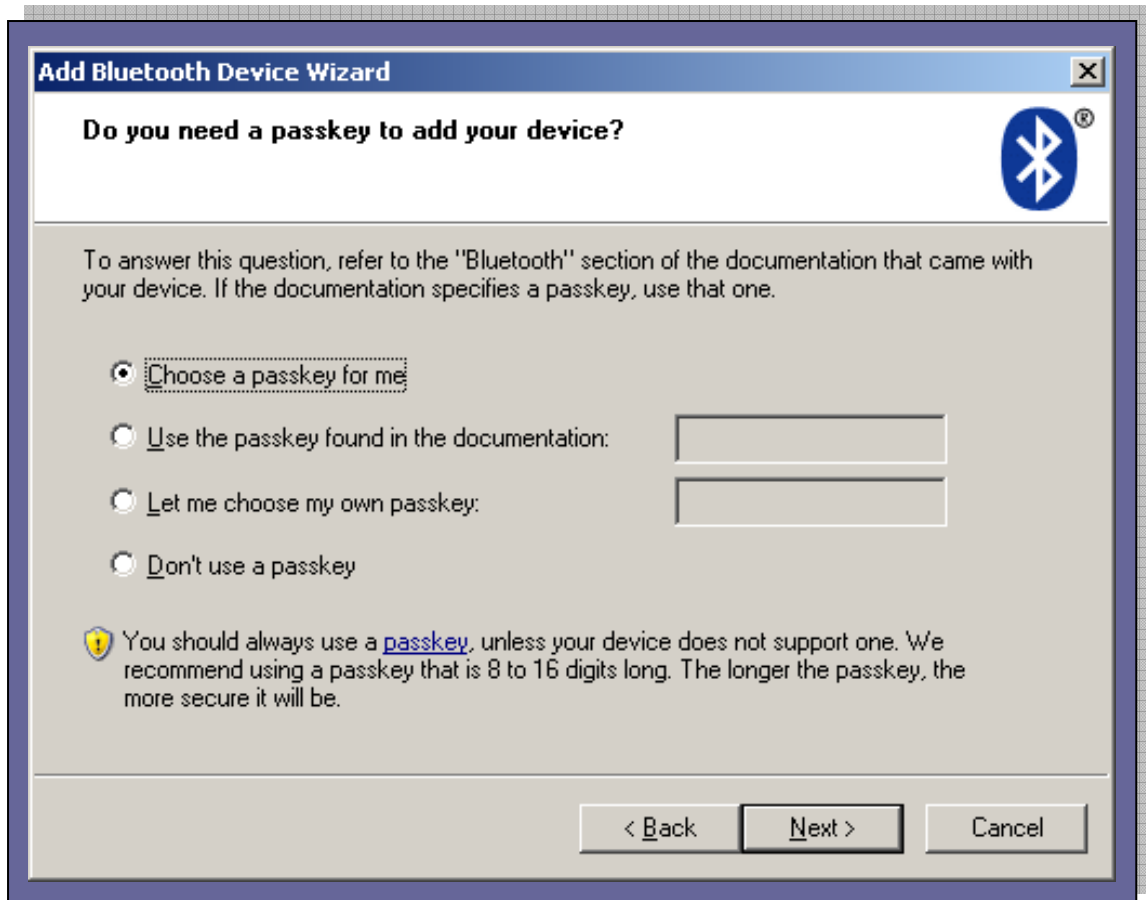 Add Bluetooth Device Wizard
Do you need a passkey to add your device?
®
To answer this question, refer to the "Bluetooth" section of the documentation that came with
your device. If the documentation specifies a passkey, use that one.
Choose a passkey for me
Use the passkey found in the documentation:
Let me choose my own passkey:
Don't use a passkey
You should always use a passkey, unless your device does not support one. We
recommend using a passkey that is 8 to 16 digits long. The longer the passkey, the
more secure it will be.
< Back Next > Cancel